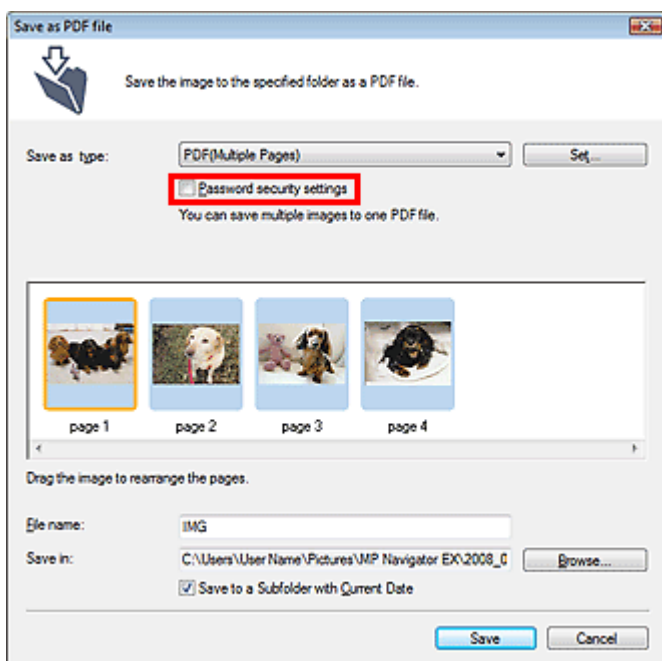 Save as PDF file
Save the image to the specified folder as a PDF file.
Save as type:
PDF(Multiple Pages)
Set...
Password security settings
You can save multiple images to one PDF file.
page 1
page 2
page 3
page 4
Drag the image to rearrange the pages.
File name:
IMG
Save in:
C:\Users\User Name\Pictures\MP Navigator EX\2008_0
Browse...
Save to a Subfolder with Current Date
Save
Cancel